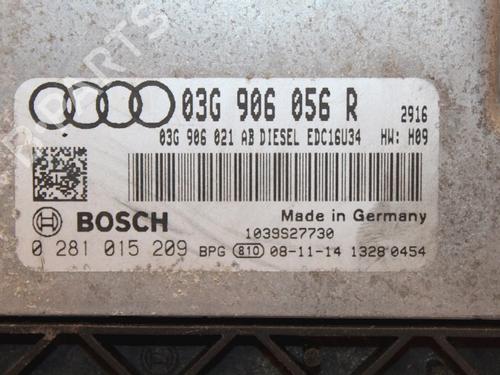 03G 906 056 R 2916
03G 906 021 AB DIESEL EDC16U34 HW: H09
BOSCH Made in Germany
1039S27730
0 281 015 209 BPG 810 08-11-14 1328 0454